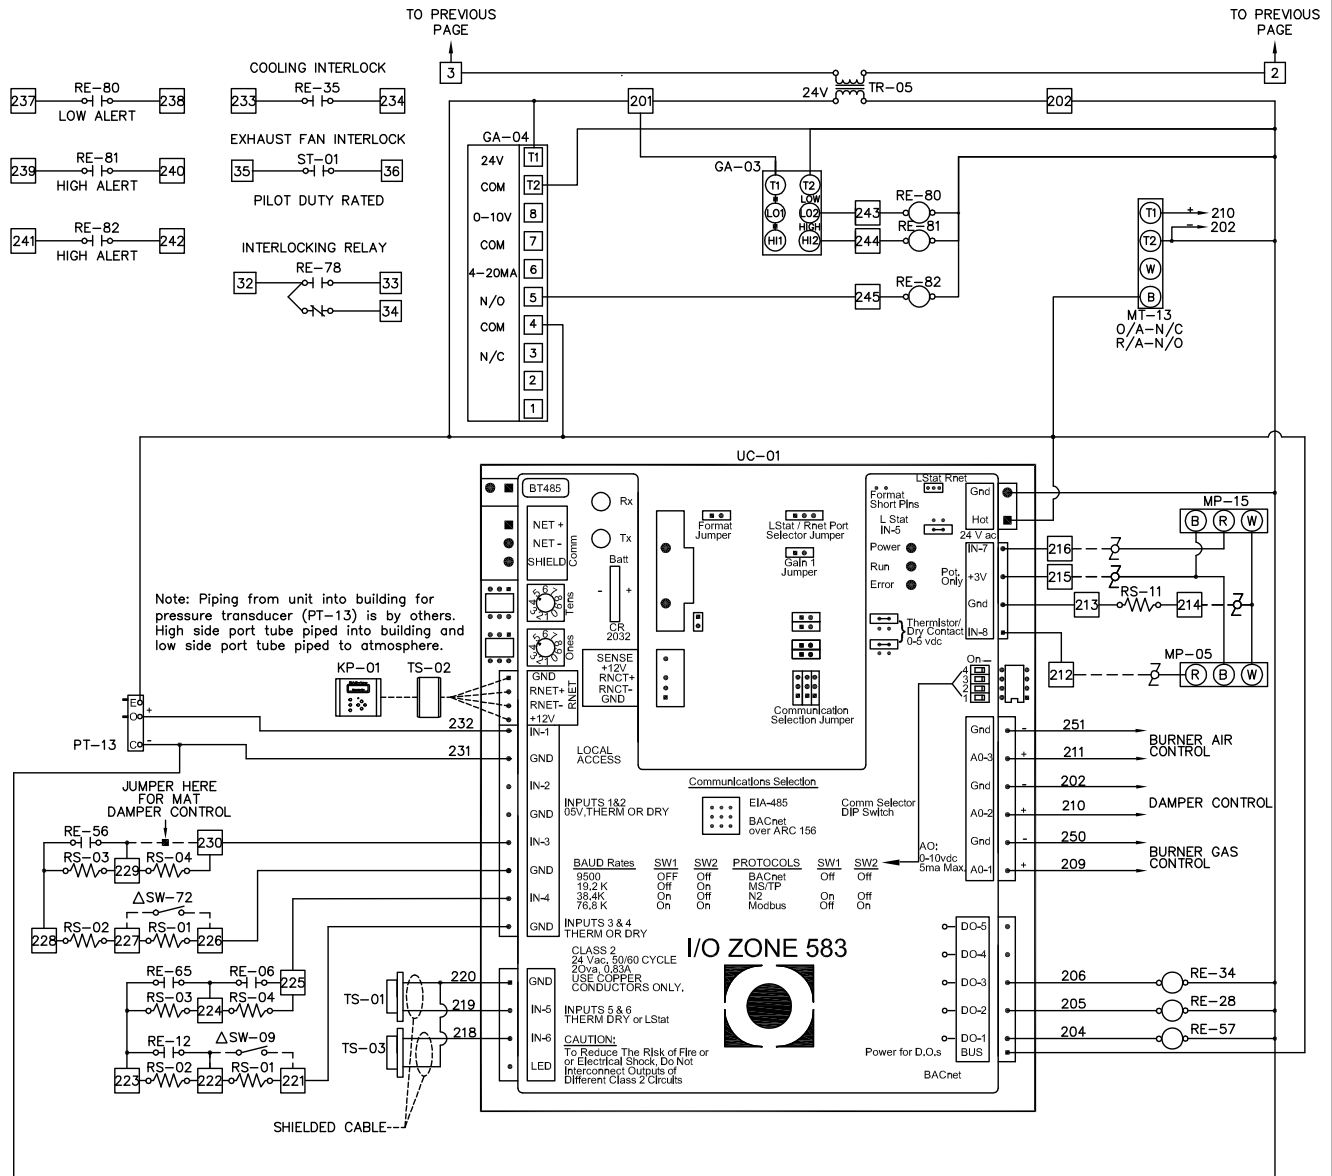 TO PREVIOUS
PAGE
TO PREVIOUS
PAGE
3
2
TR-05
24V
201
202
COOLING INTERLOCK
237
RE-80
238
LOW ALERT
233
RE-35
234
239
RE-81
240
HIGH ALERT
EXHAUST FAN INTERLOCK
35
ST-01
36
PILOT DUTY RATED
241
RE-82
242
HIGH ALERT
INTERLOCKING RELAY
RE-78
32
33
34
GA-04
24V
T1
COM
T2
0-10V
8
COM
7
4-20MA
6
N/O
5
COM
4
N/C
3
2
1
GA-03
T1
T2
LOW
LO1
LO2
HIGH
HI1
HI2
243
RE-80
244
RE-81
245
RE-82
T1
T2
W
B
+
210
-
202
MT-13
O/A-N/C
R/A-N/O
UC-01
BT485
Rx
Tx
NET +
NET -
SHIELD
Comm
Batt
-
+
CR
2032
Tens
Ones
SENSE
+12V
RNCT+
RNCT-
GND
GND
RNET+
RNET-
+12V
RNET
Format
Jumper
LStat / Rnet Port
Selector Jumper
Gain 1
Jumper
Communication
Selection Jumper
LStat Rnet
Format
Short Pins
L Stat
IN-5
Power
Run
Error
Gnd
Hot
24 V ac
IN-7
+3V
Pot.
Only
Gnd
IN-8
Thermistor/
Dry Contact
0-5 vdc
On
4
3
2
1
MP-15
B
R
W
216
215
213
RS-11
214
212
MP-05
R
B
W
Note: Piping from unit into building for
pressure transducer (PT-13) is by others.
High side port tube piped into building and
low side port tube piped to atmosphere.
KP-01
TS-02
E
O
C
+
-
PT-13
232
231
IN-1
GND
IN-2
GND
IN-3
GND
IN-4
GND
LOCAL
ACCESS
INPUTS 1&2
05V,THERM OR DRY
INPUTS 3 & 4
THERM OR DRY
CLASS 2
24 Vac, 50/60 CYCLE
20va, 0.83A
USE COPPER
CONDUCTORS ONLY.
JUMPER HERE
FOR MAT
DAMPER CONTROL
RE-56
230
RS-03
229
RS-04
SW-72
228
RS-02
227
RS-01
226
RE-65
RE-06
225
RS-03
224
RS-04
RE-12
SW-09
223
RS-02
222
RS-01
221
TS-01
TS-03
220
219
218
SHIELDED CABLE
GND
IN-5
IN-6
LED
INPUTS 5 & 6
THERM DRY or LStat
CAUTION:
To Reduce The Risk of Fire or
or Electrical Shock, Do Not
Interconnect Outputs of
Different Class 2 Circuits
Communications Selection
EIA-485
BACnet
over ARC 156
Comm Selector
DIP Switch
BAUD Rates SW1 SW2 PROTOCOLS SW1 SW2
9500 OFF Off BACnet Off Off
19,2 K Off On MS/TP
38,4K On Off N2 On Off
76,8 K On On Modbus Off On
I/O ZONE 583
AO:
0-10vdc
5ma Max.
Gnd
-
251
A0-3
+
211
BURNER AIR
CONTROL
Gnd
-
202
A0-2
+
210
DAMPER CONTROL
Gnd
-
250
A0-1
+
209
BURNER GAS
CONTROL
DO-5
DO-4
DO-3
206
RE-34
DO-2
205
RE-28
DO-1
204
RE-57
Power for D.O.s
BUS
BACnet